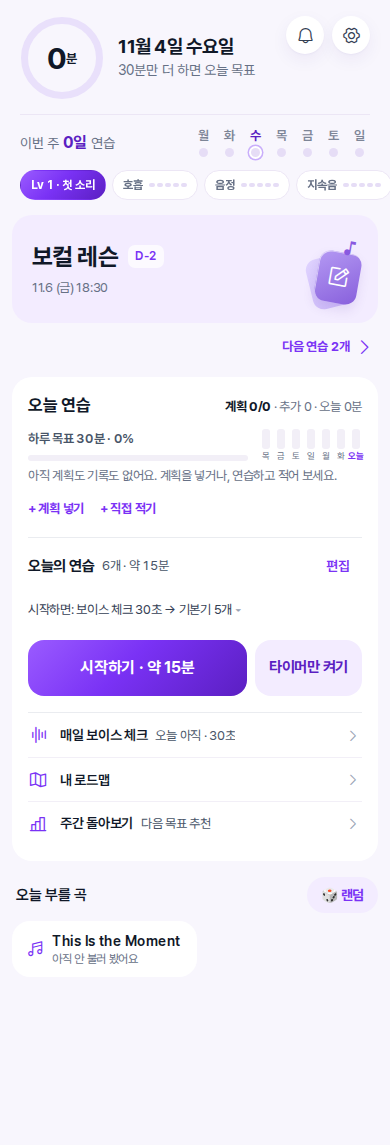 0분
11월 4일 수요일
30분만 더 하면 오늘 목표
이번 주 0일 연습
월 화 수 목 금 토 일
Lv 1 · 첫 소리 호흡 음정 지속음
보컬 레슨 D-2
11.6 (금) 18:30
다음 연습 2개
오늘 연습 계획 0/0 · 추가 0 · 오늘 0분
하루 목표 30분 · 0%
목 금 토 일 월 화 오늘
아직 계획도 기록도 없어요. 계획을 넣거나, 연습하고 적어 보세요.
+ 계획 넣기 + 직접 적기
오늘의 연습 6개 · 약 15분 편집
시작하면: 보이스 체크 30초 → 기본기 5개
시작하기 · 약 15분 타이머만 켜기
매일 보이스 체크 오늘 아직 · 30초
내 로드맵
주간 돌아보기 다음 목표 추천
오늘 부를 곡 랜덤
This Is the Moment
아직 안 불러 봤어요